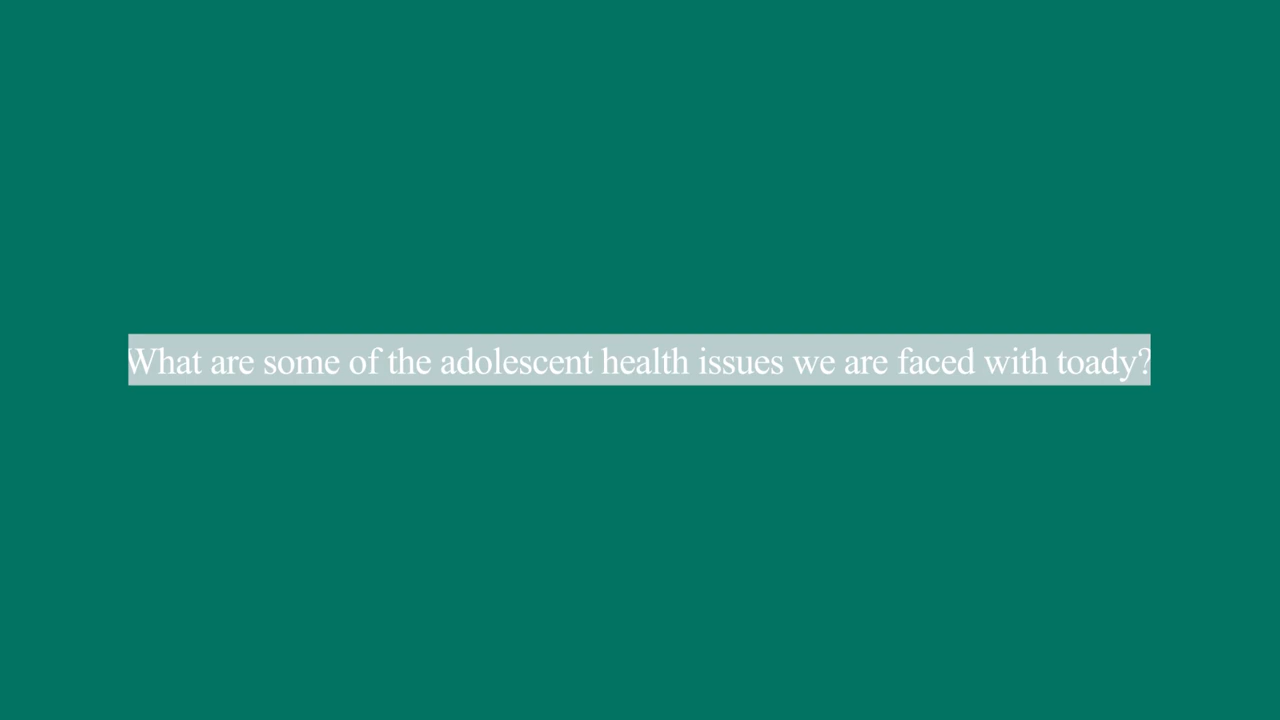 What are some of the adolescent health issues we are faced with toady?